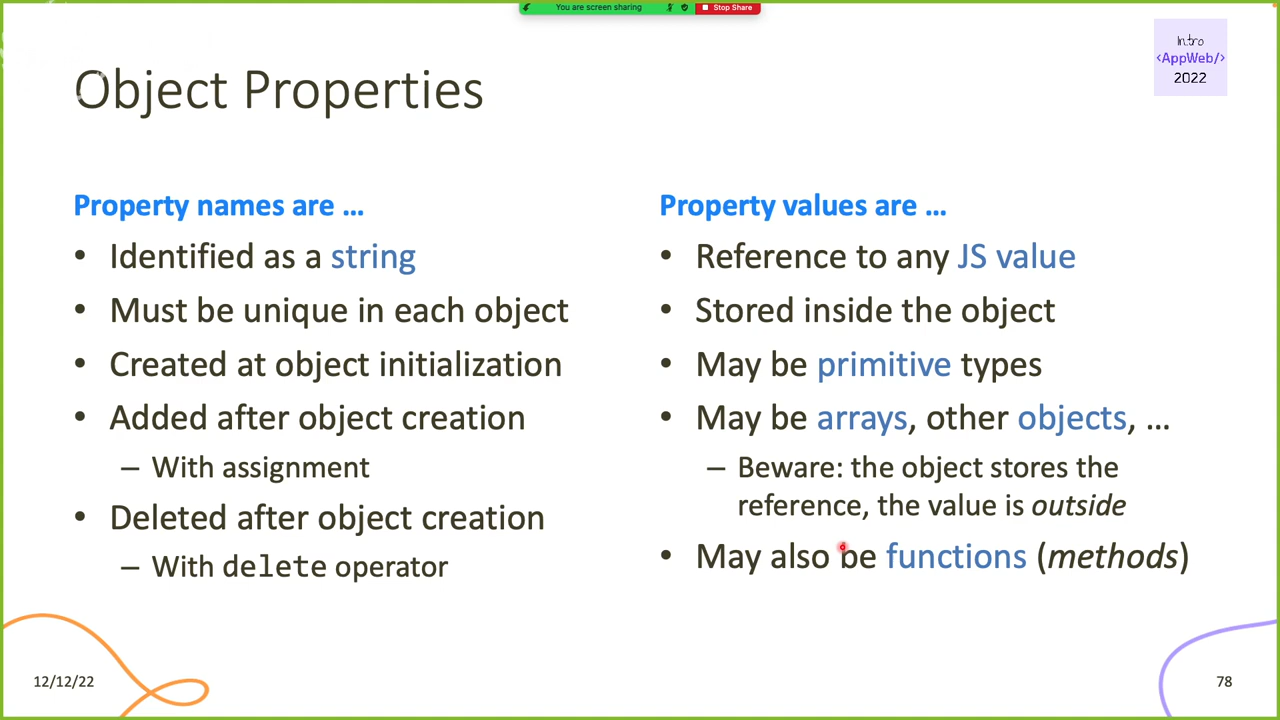 You are screen sharing
Stop Share
Intro
<AppWeb/>
2022
Object Properties
Property names are …
• Identified as a string
• Must be unique in each object
• Created at object initialization
• Added after object creation
– With assignment
• Deleted after object creation
– With delete operator
Property values are …
• Reference to any JS value
• Stored inside the object
• May be primitive types
• May be arrays, other objects, …
– Beware: the object stores the
reference, the value is outside
• May also be functions (methods)
12/12/22
78